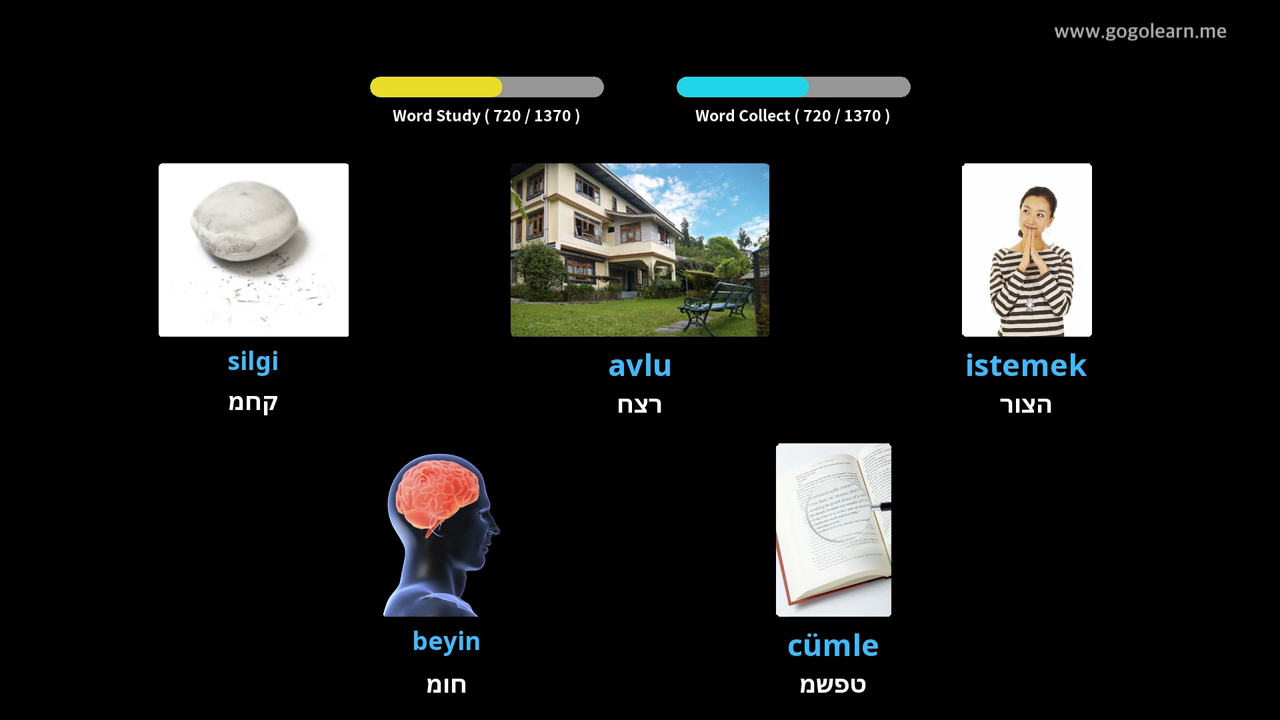 www.gogolearn.me
Word Study ( 720 / 1370 )
Word Collect ( 720 / 1370 )
silgi
קחמ
avlu
רצח
istemek
הצור
beyin
חומ
cümle
טפשמ